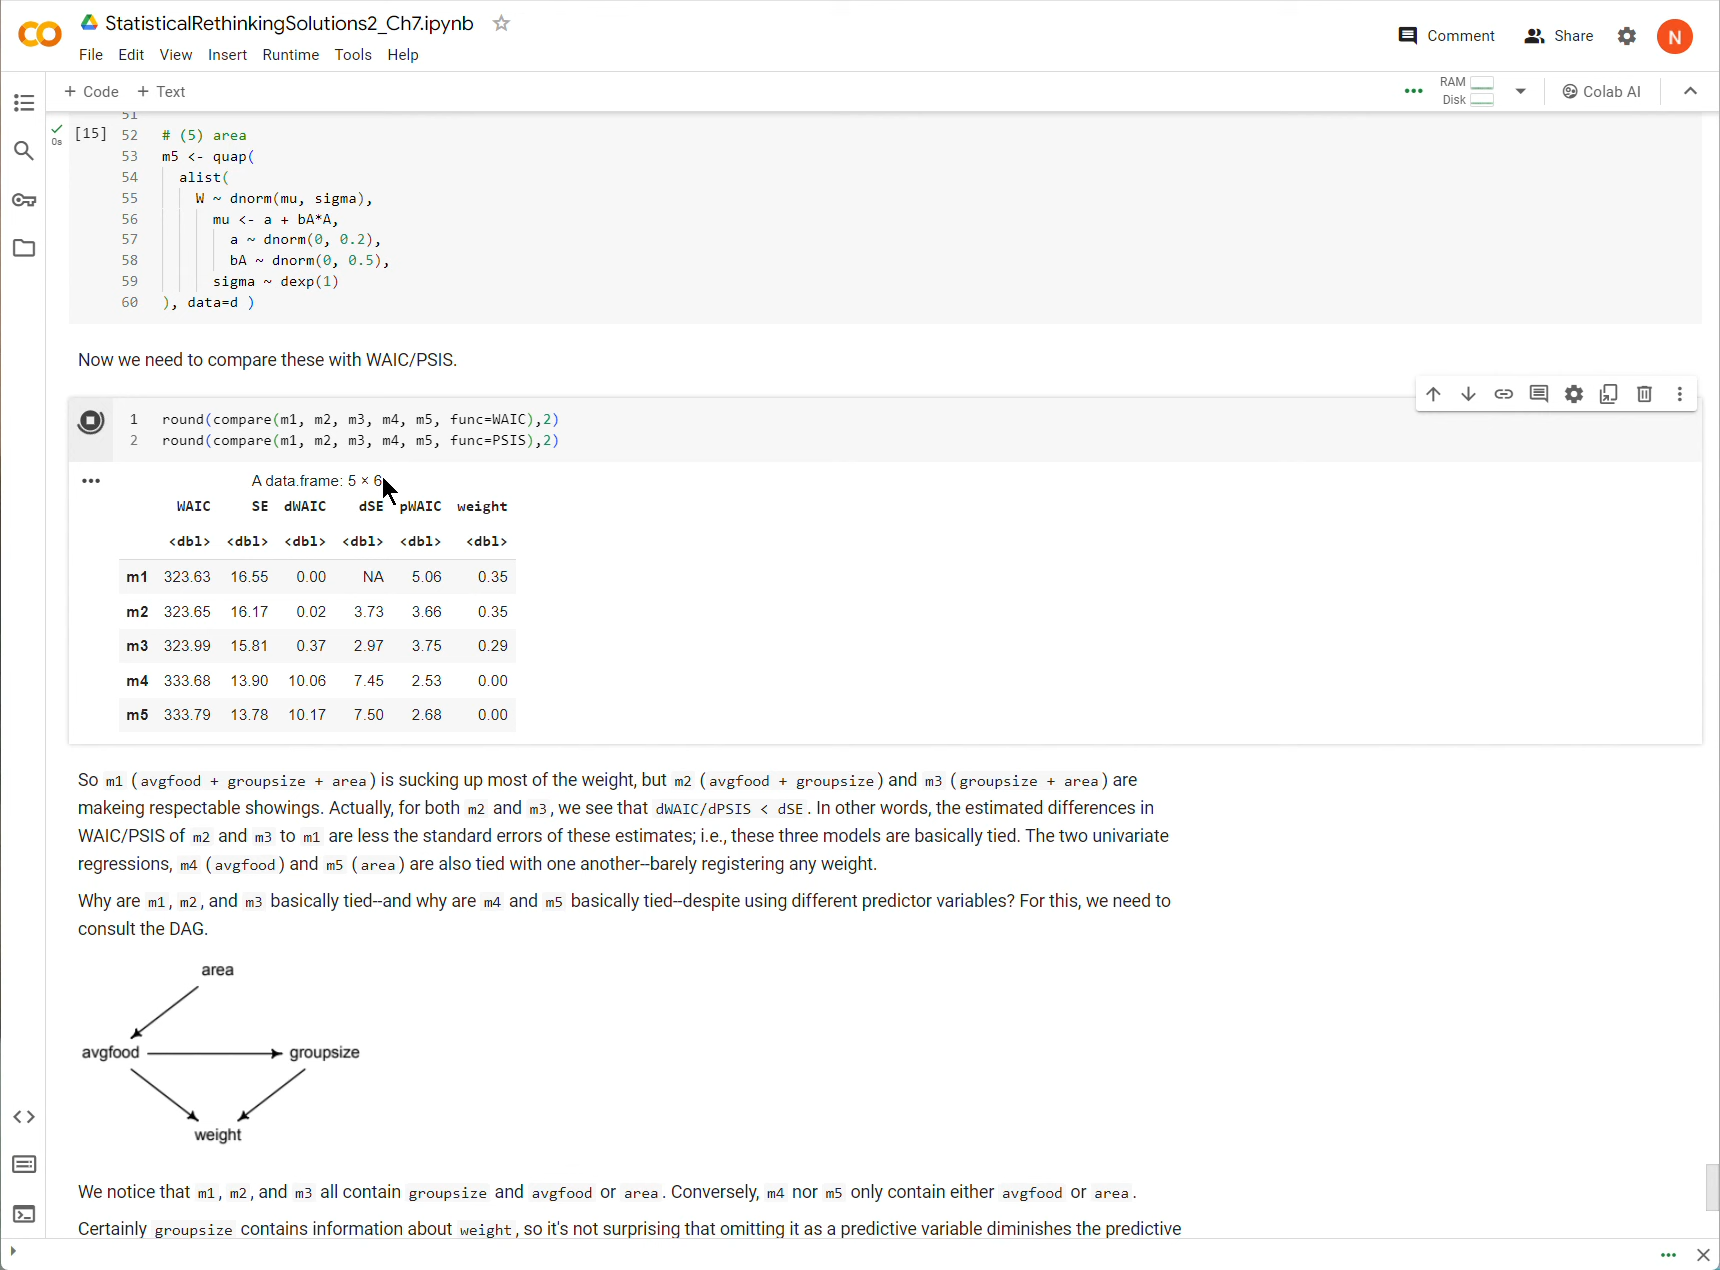 StatisticalRethinkingSolutions2_Ch7.ipynb
File Edit View Insert Runtime Tools Help
Comment Share N
+ Code + Text
RAM
Disk
Colab AI
51
[15] 52 # (5) area
0s
53 m5 <- quap(
54 alist(
55 W ~ dnorm(mu, sigma),
56 mu <- a + bA*A,
57 a ~ dnorm(0, 0.2),
58 bA ~ dnorm(0, 0.5),
59 sigma ~ dexp(1)
60 ), data=d )
Now we need to compare these with WAIC/PSIS.
1 round(compare(m1, m2, m3, m4, m5, func=WAIC),2)
2 round(compare(m1, m2, m3, m4, m5, func=PSIS),2)
A data.frame: 5 × 6
WAIC SE dWAIC dSE pWAIC weight
<dbl> <dbl> <dbl> <dbl> <dbl> <dbl>
m1 323.63 16.55 0.00 NA 5.06 0.35
m2 323.65 16.17 0.02 3.73 3.66 0.35
m3 323.99 15.81 0.37 2.97 3.75 0.29
m4 333.68 13.90 10.06 7.45 2.53 0.00
m5 333.79 13.78 10.17 7.50 2.68 0.00
So m1 (avgfood + groupsize + area) is sucking up most of the weight, but m2 (avgfood + groupsize) and m3 (groupsize + area) are
makeing respectable showings. Actually, for both m2 and m3, we see that dWAIC/dPSIS < dSE. In other words, the estimated differences in
WAIC/PSIS of m2 and m3 to m1 are less the standard errors of these estimates; i.e., these three models are basically tied. The two univariate
regressions, m4 (avgfood) and m5 (area) are also tied with one another--barely registering any weight.
Why are m1, m2, and m3 basically tied--and why are m4 and m5 basically tied--despite using different predictor variables? For this, we need to
consult the DAG.
area
avgfood groupsize
weight
We notice that m1, m2, and m3 all contain groupsize and avgfood or area. Conversely, m4 nor m5 only contain either avgfood or area.
Certainly groupsize contains information about weight, so it's not surprising that omitting it as a predictive variable diminishes the predictive